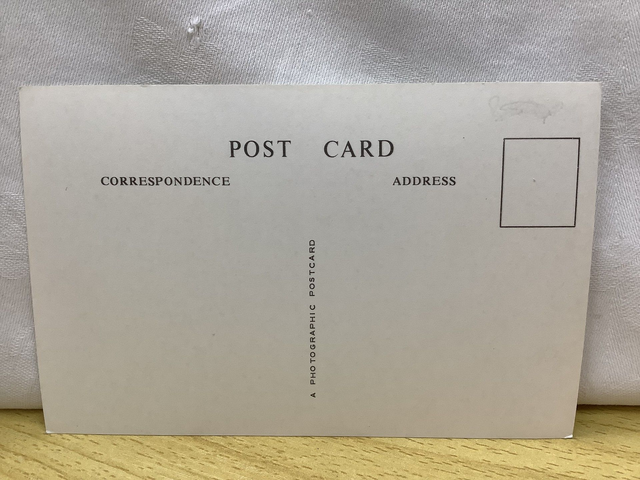 POST CARD
CORRESPONDENCE
ADDRESS
A PHOTOGRAPHIC POSTCARD